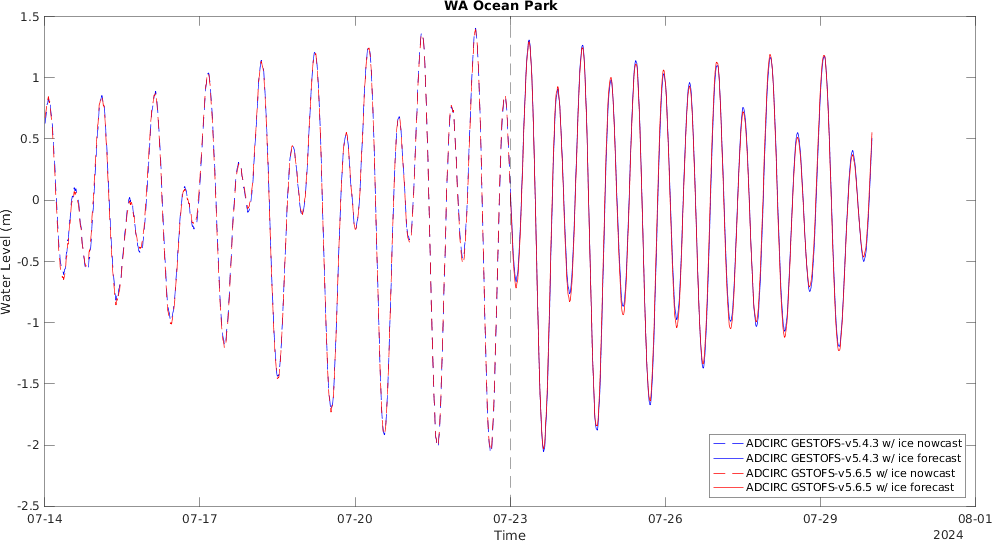 WA Ocean Park
1.5
1
0.5
0
-0.5
-1
-1.5
-2
-2.5
Water Level (m)
07-14
07-17
07-20
07-23
07-26
07-29
08-01
Time
2024
ADCIRC GESTOFS-v5.4.3 w/ ice nowcast
ADCIRC GESTOFS-v5.4.3 w/ ice forecast
ADCIRC GSTOFS-v5.6.5 w/ ice nowcast
ADCIRC GSTOFS-v5.6.5 w/ ice forecast